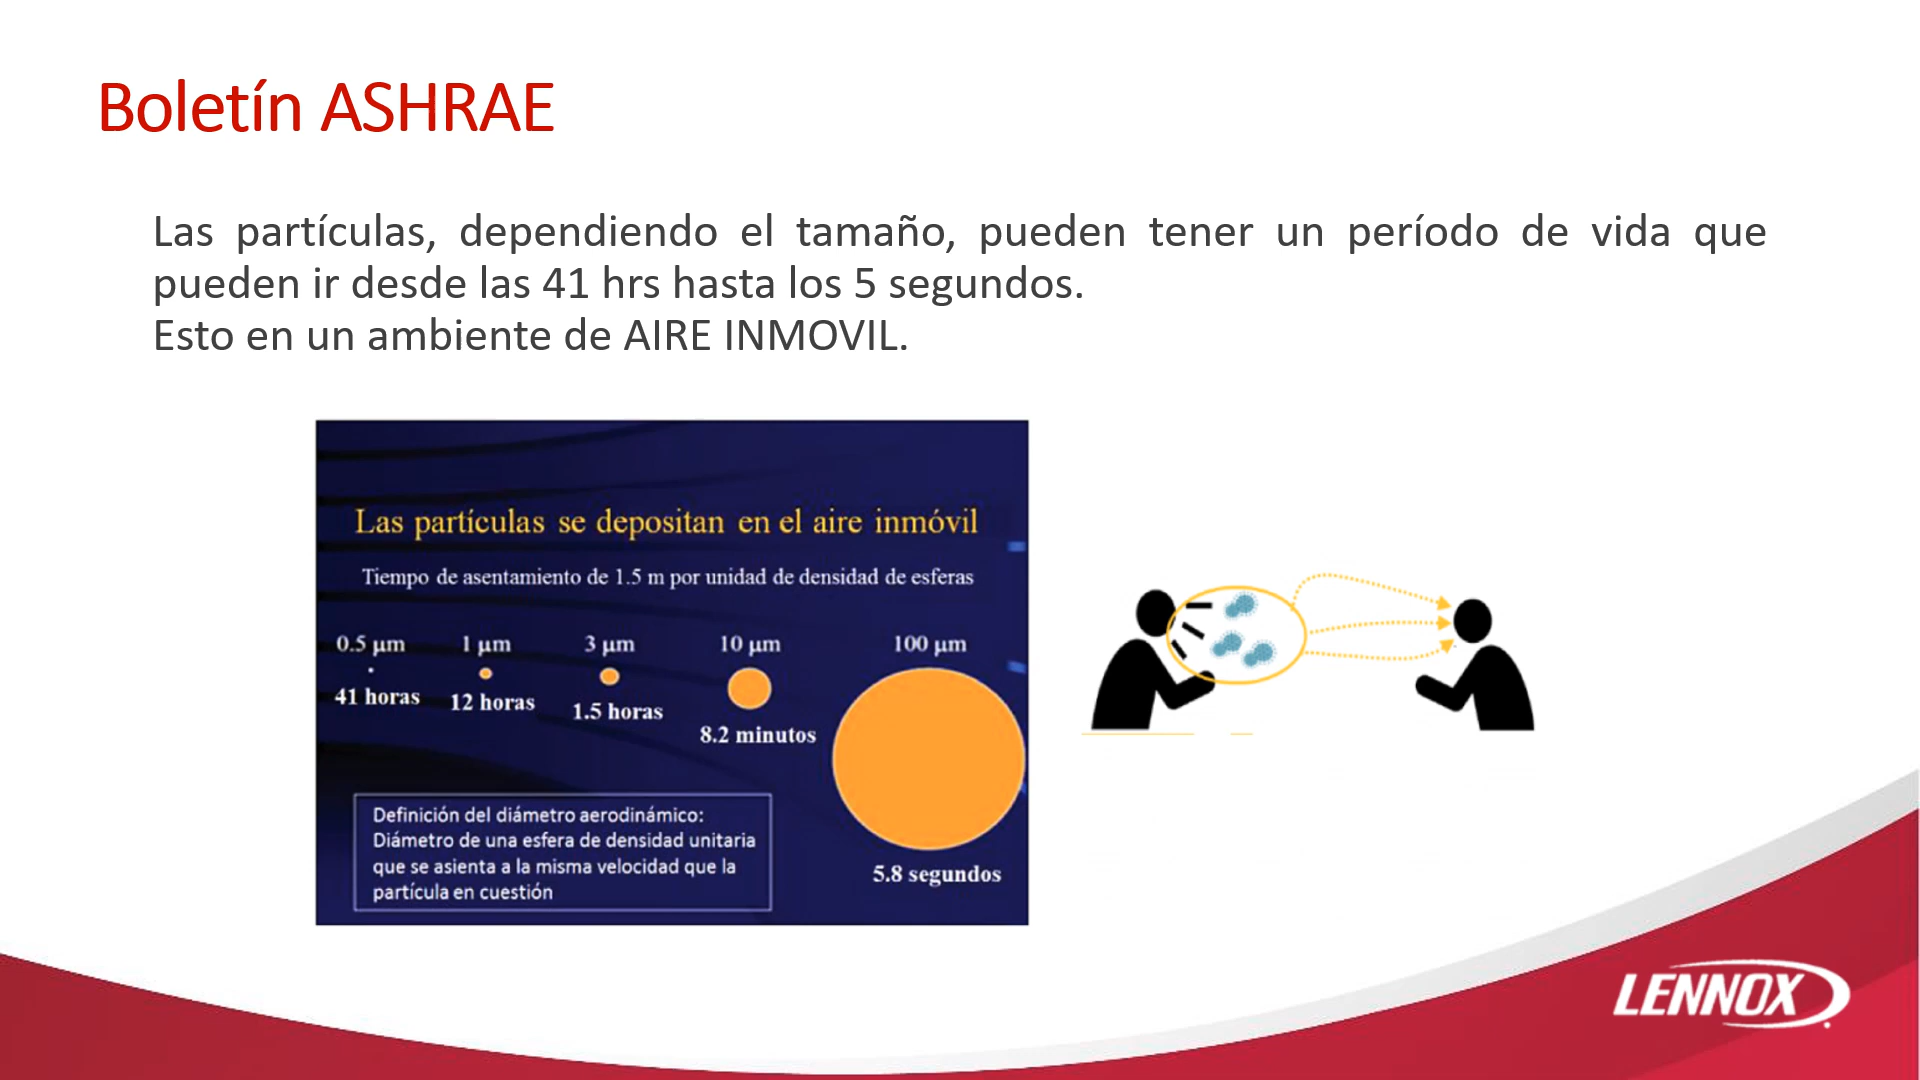 Boletín ASHRAE
Las partículas, dependiendo el tamaño, pueden tener un período de vida que
pueden ir desde las 41 hrs hasta los 5 segundos.
Esto en un ambiente de AIRE INMOVIL.
Las partículas se depositan en el aire inmóvil
Tiempo de asentamiento de 1.5 m por unidad de densidad de esferas
0.5 µm 1 µm 3 µm 10 µm 100 µm
41 horas 12 horas 1.5 horas 8.2 minutos 5.8 segundos
Definición del diámetro aerodinámico:
Diámetro de una esfera de densidad unitaria
que se asienta a la misma velocidad que la
partícula en cuestión
LENNOX